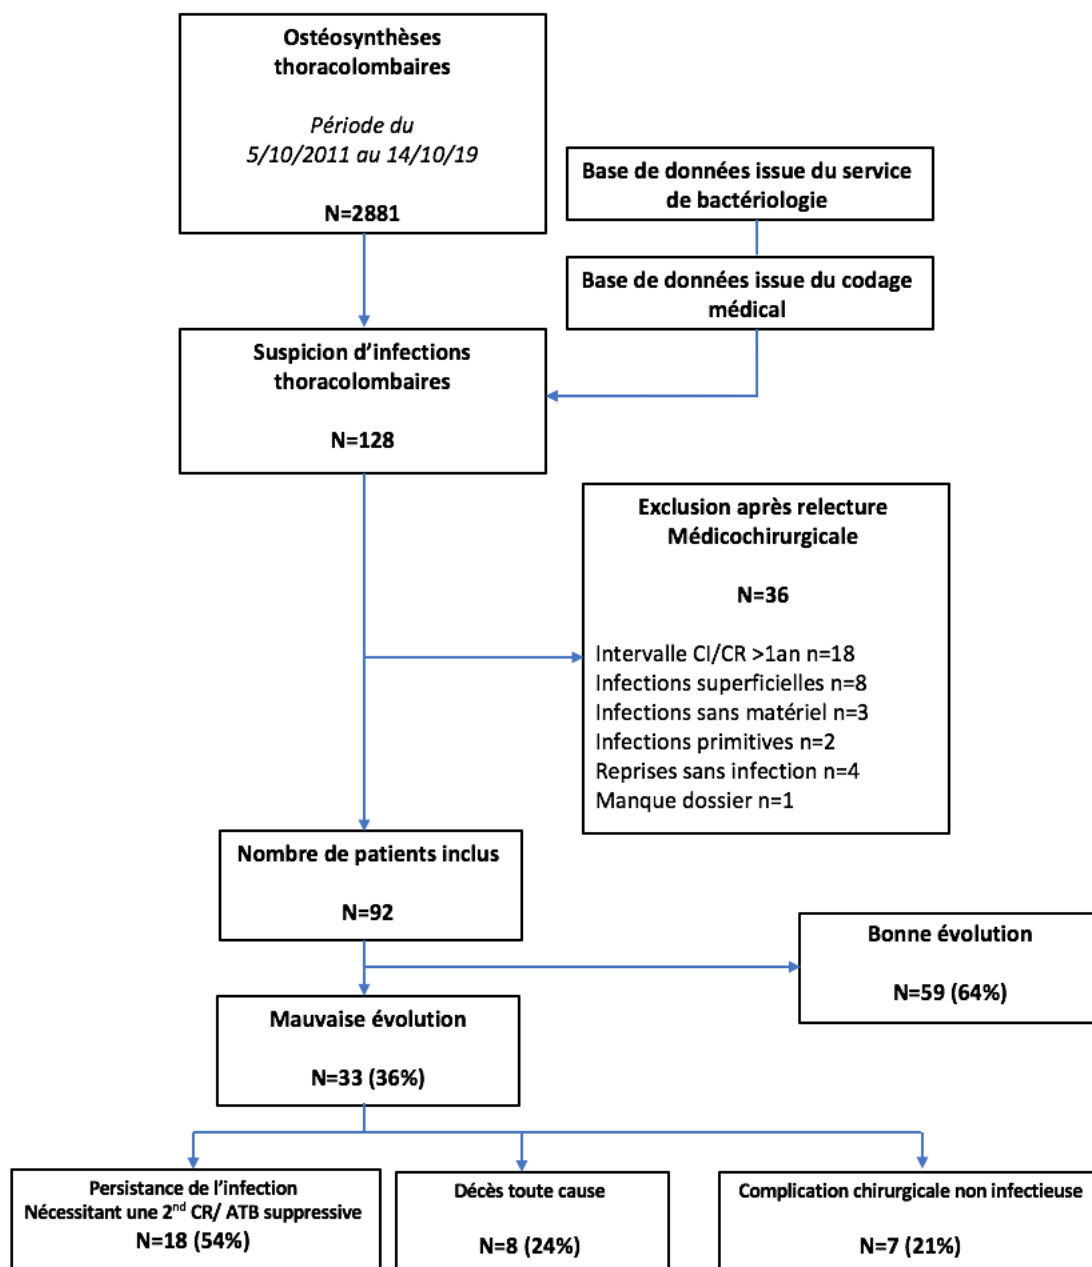 Ostéosynthèses
thoracolombaires
Période du
5/10/2011 au 14/10/19
N=2881
Base de données issue du service
de bactériologie
Base de données issue du codage
médical
Suspicion d’infections
thoracolombaires
N=128
Exclusion après relecture
Médicochirurgicale
N=36
Intervalle CI/CR >1an n=18
Infections superficielles n=8
Infections sans matériel n=3
Infections primitives n=2
Reprises sans infection n=4
Manque dossier n=1
Nombre de patients inclus
N=92
Bonne évolution
N=59 (64%)
Mauvaise évolution
N=33 (36%)
Persistance de l’infection
Nécessitant une 2nd CR/ ATB suppressive
N=18 (54%)
Décès toute cause
N=8 (24%)
Complication chirurgicale non infectieuse
N=7 (21%)